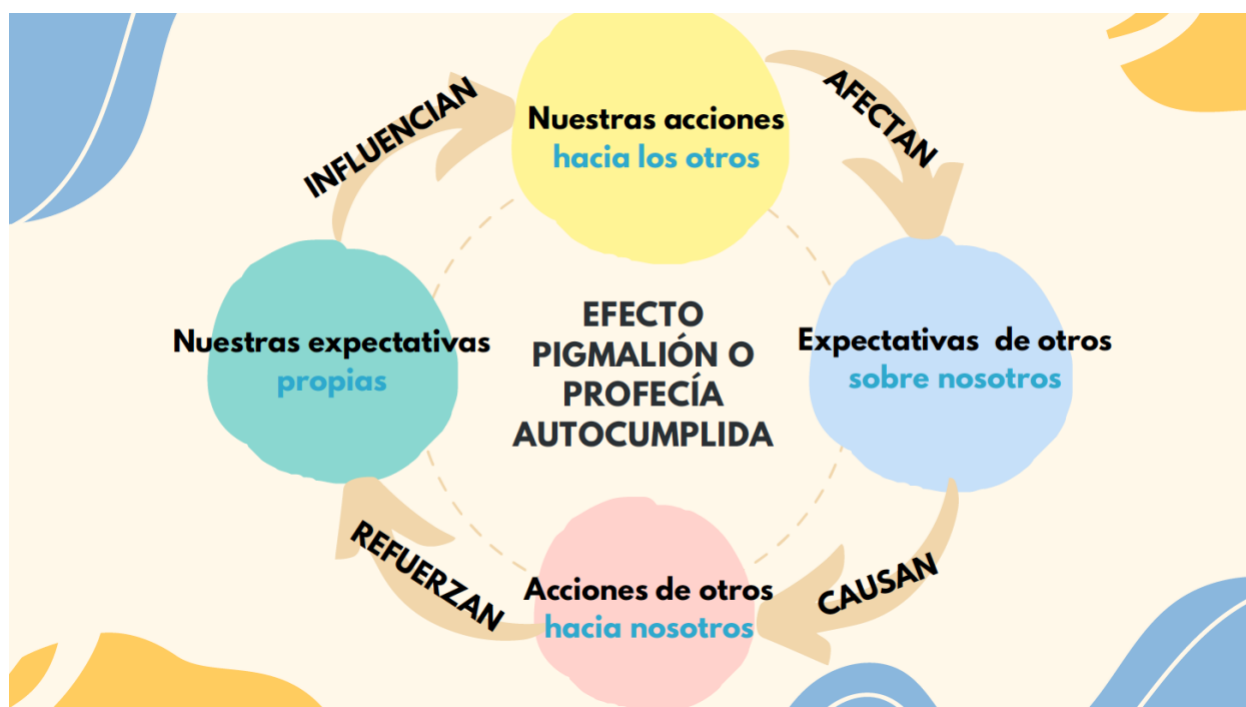 Nuestras acciones
hacia los otros
AFECTAN
Expectativas de otros
sobre nosotros
CAUSAN
Acciones de otros
hacia nosotros
REFUERZAN
Nuestras expectativas
propias
INFLUENCIAN
EFECTO
PIGMALIÓN O
PROFECÍA
AUTOCUMPLIDA